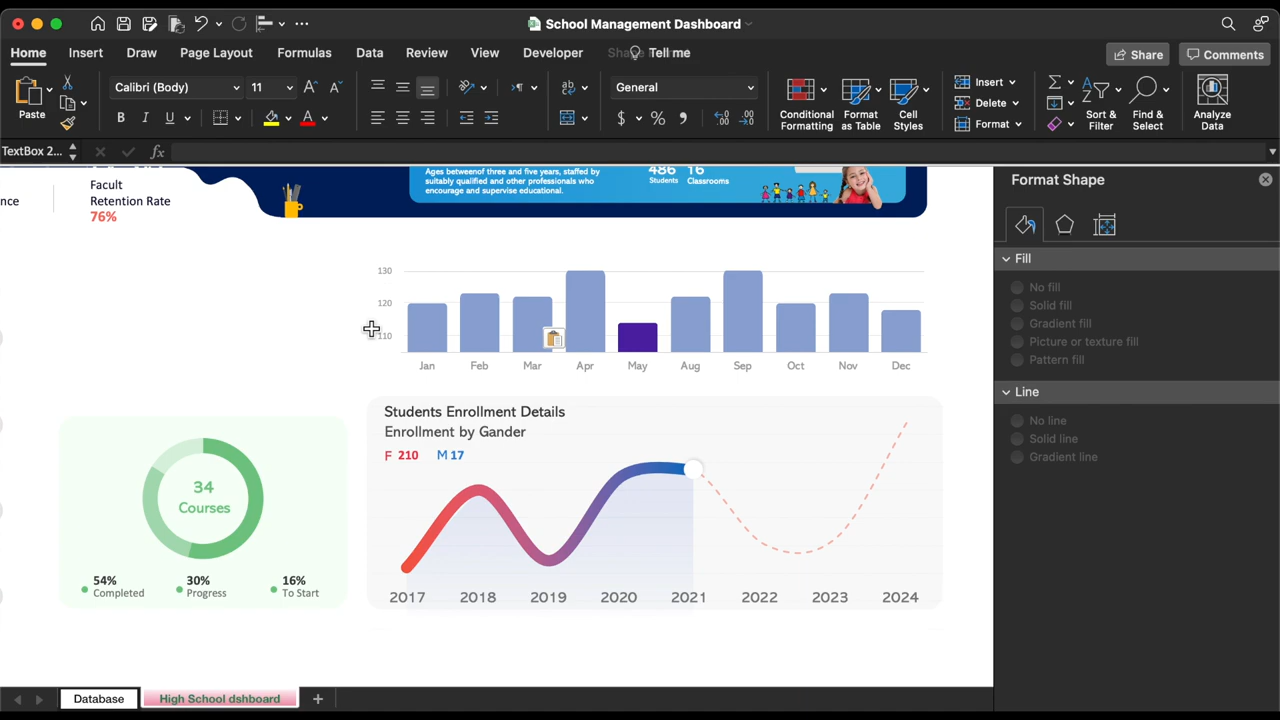 School Management Dashboard
Home
Insert
Draw
Page Layout
Formulas
Data
Review
View
Developer
Tell me
Share
Comments
Paste
Calibri (Body)
11
General
Conditional
Formatting
Format
as Table
Cell
Styles
Insert
Delete
Format
Sort &
Filter
Find &
Select
Analyze
Data
TextBox 2...
fx
nce
Facult
Retention Rate
76%
Ages betweenof three and five years, staffed by
suitably qualified and other professionals who
encourage and supervise educational.
486
Students
16
Classrooms
130
120
110
Jan
Feb
Mar
Apr
May
Aug
Sep
Oct
Nov
Dec
34
Courses
54%
Completed
30%
Progress
16%
To Start
Students Enrollment Details
Enrollment by Gander
F 210 M 17
2017
2018
2019
2020
2021
2022
2023
2024
Format Shape
Fill
No fill
Solid fill
Gradient fill
Picture or texture fill
Pattern fill
Line
No line
Solid line
Gradient line
Database
High School dshboard